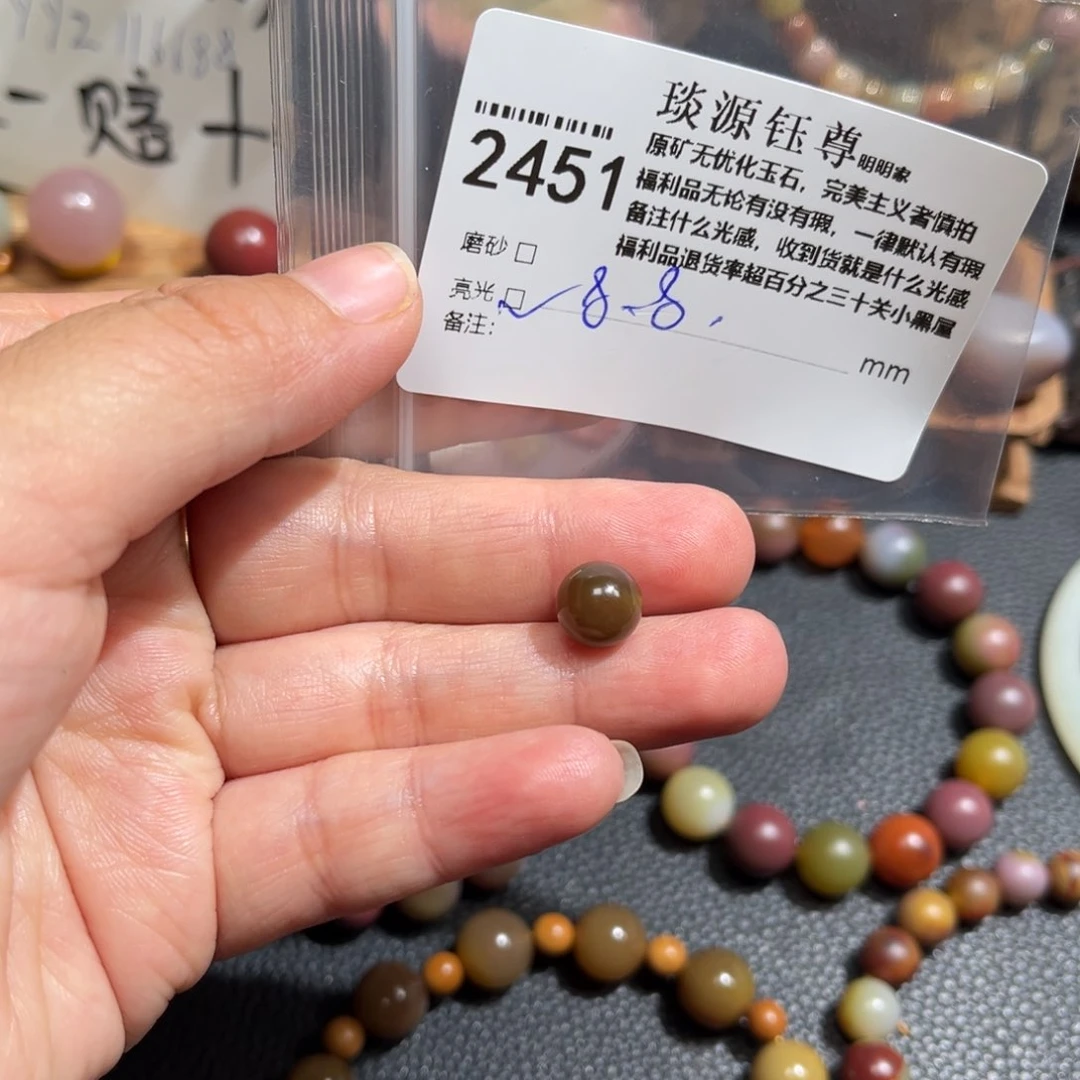 琰源钰尊明明家
2451
原矿无优化玉石，完美主义者慎拍
福利品无论有没有瑕，一律默认有瑕
备注什么光感，收到货就是什么光感
福利品退货率超百分之三十关小黑屋
磨砂□
亮光□✓ 8.8.
备注：
mm
一赔十